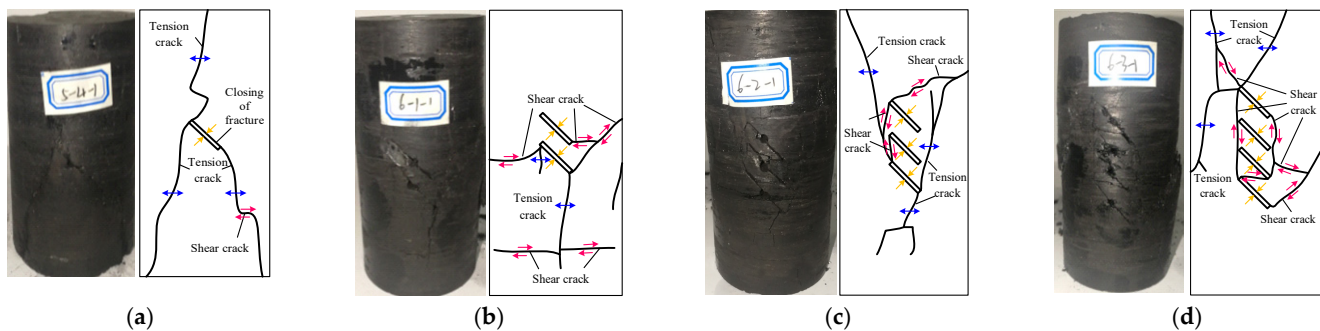 Tension
crack
5-4-1
Closing
of
fracture
Tension
crack
Shear crack
(a)
6-1-1
Shear crack
Tension
crack
Shear crack
(b)
6-2-1
Tension crack
Shear crack
Shear
crack
Tension
crack
(c)
6-3-1
Tension
crack
Shear
crack
Tension
crack
Shear crack
(d)